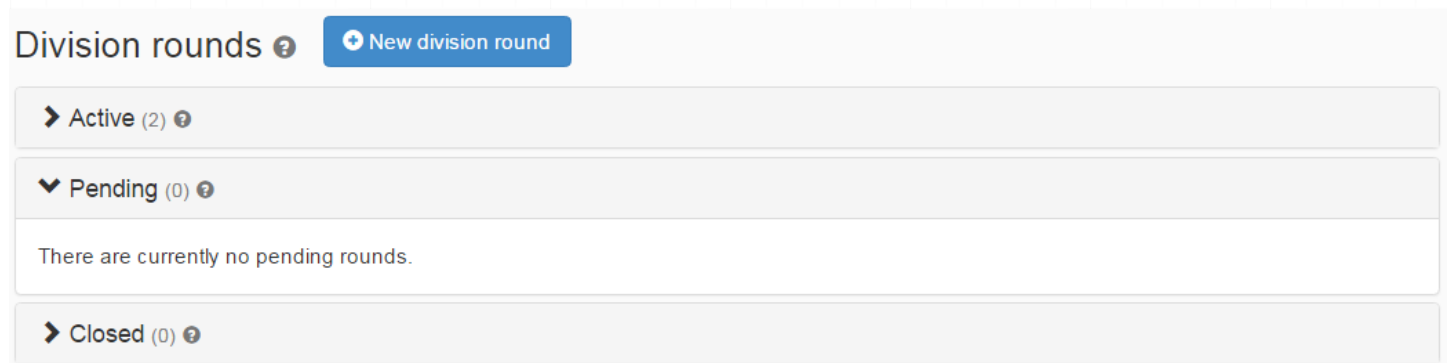 Division rounds
New division round
Active (2)
Pending (0)
There are currently no pending rounds.
Closed (0)